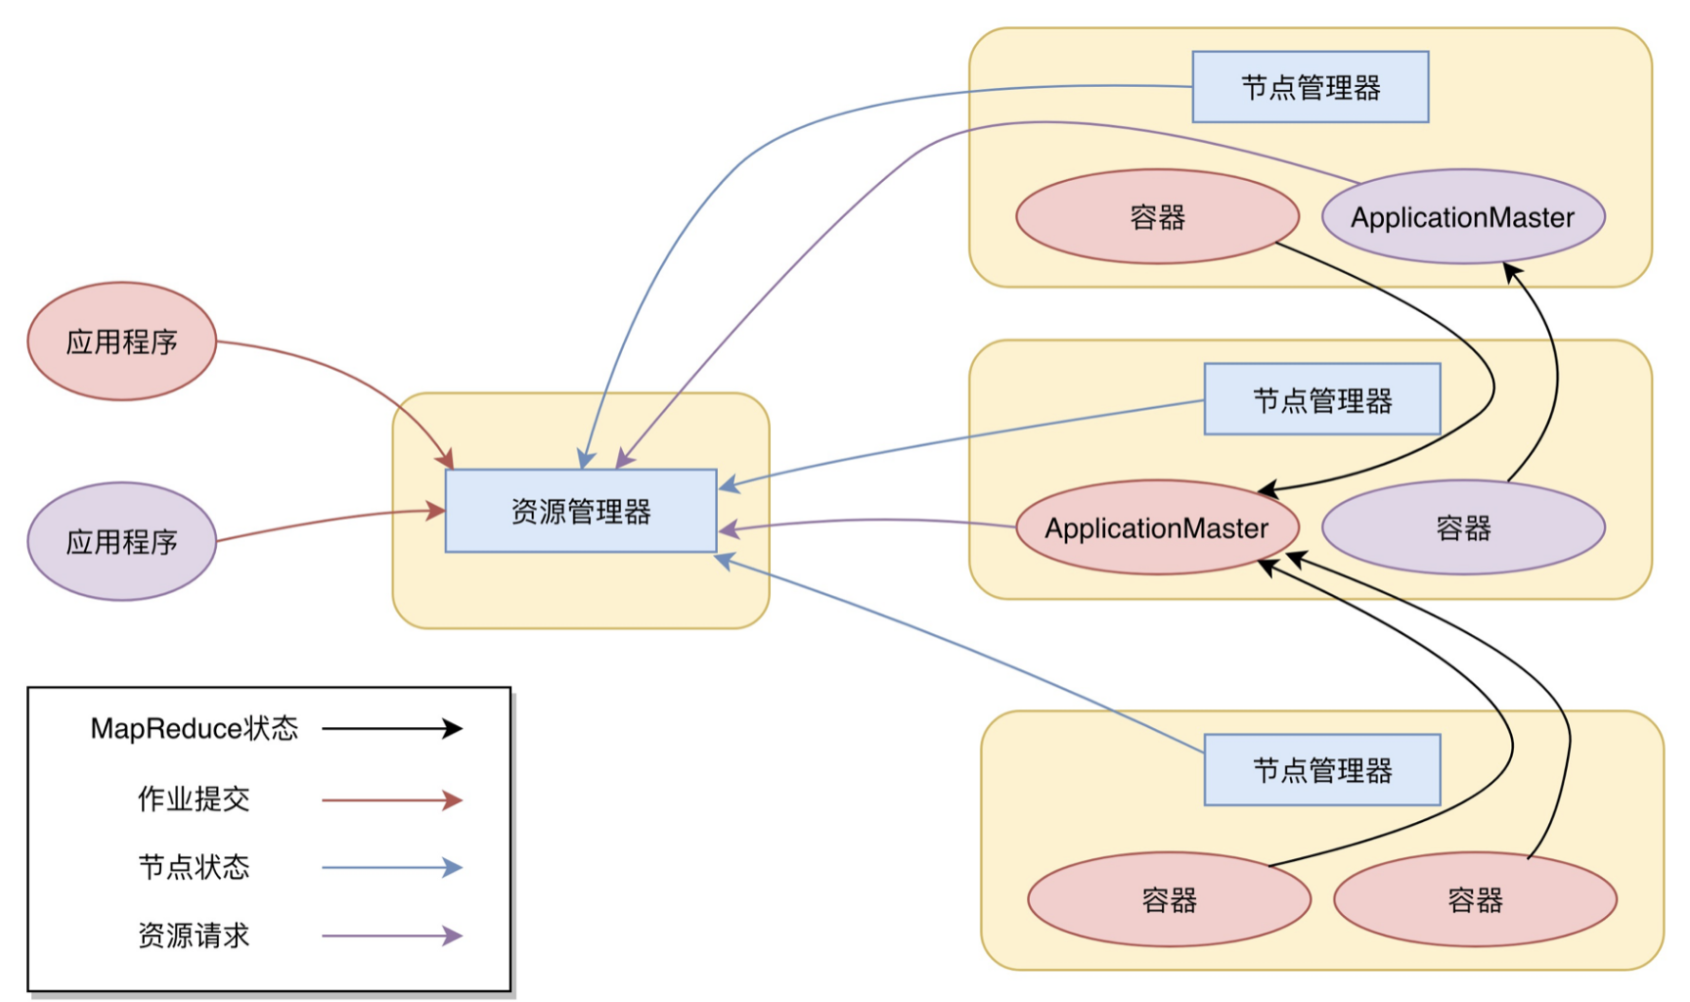 节点管理器
容器
ApplicationMaster
应用程序
节点管理器
资源管理器
应用程序
ApplicationMaster
容器
MapReduce状态
作业提交
节点状态
资源请求
节点管理器
容器
容器